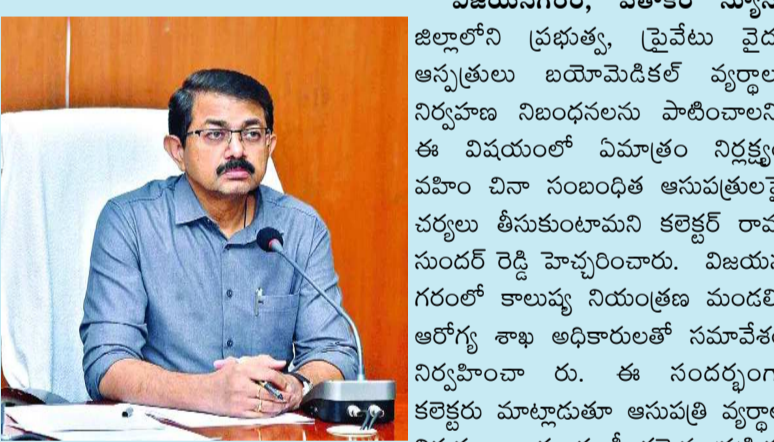 విజయనగరం, పతాకం న్యూస్
జిల్లాలోని ప్రభుత్వ, ప్రైవేటు వైద్య
ఆస్పత్రులు బయోమెడికల్ వ్యర్థాల
నిర్వహణ నిబంధనలను పాటించాలని
ఈ విషయంలో ఏమాత్రం నిర్లక్ష్యం
వహిం చినా సంబంధిత ఆసుపత్రులపై
చర్యలు తీసుకుంటామని కలెక్టర్ రామ
సుందర్ రెడ్డి హెచ్చరించారు. విజయన
గరంలో కాలుష్య నియంత్రణ మండలి
ఆరోగ్య శాఖ అధికారులతో సమావేశం
నిర్వహించా రు. ఈ సందర్భంగా
కలెక్టరు మాట్లాడుతూ ఆసుపత్రి వ్యర్థాల